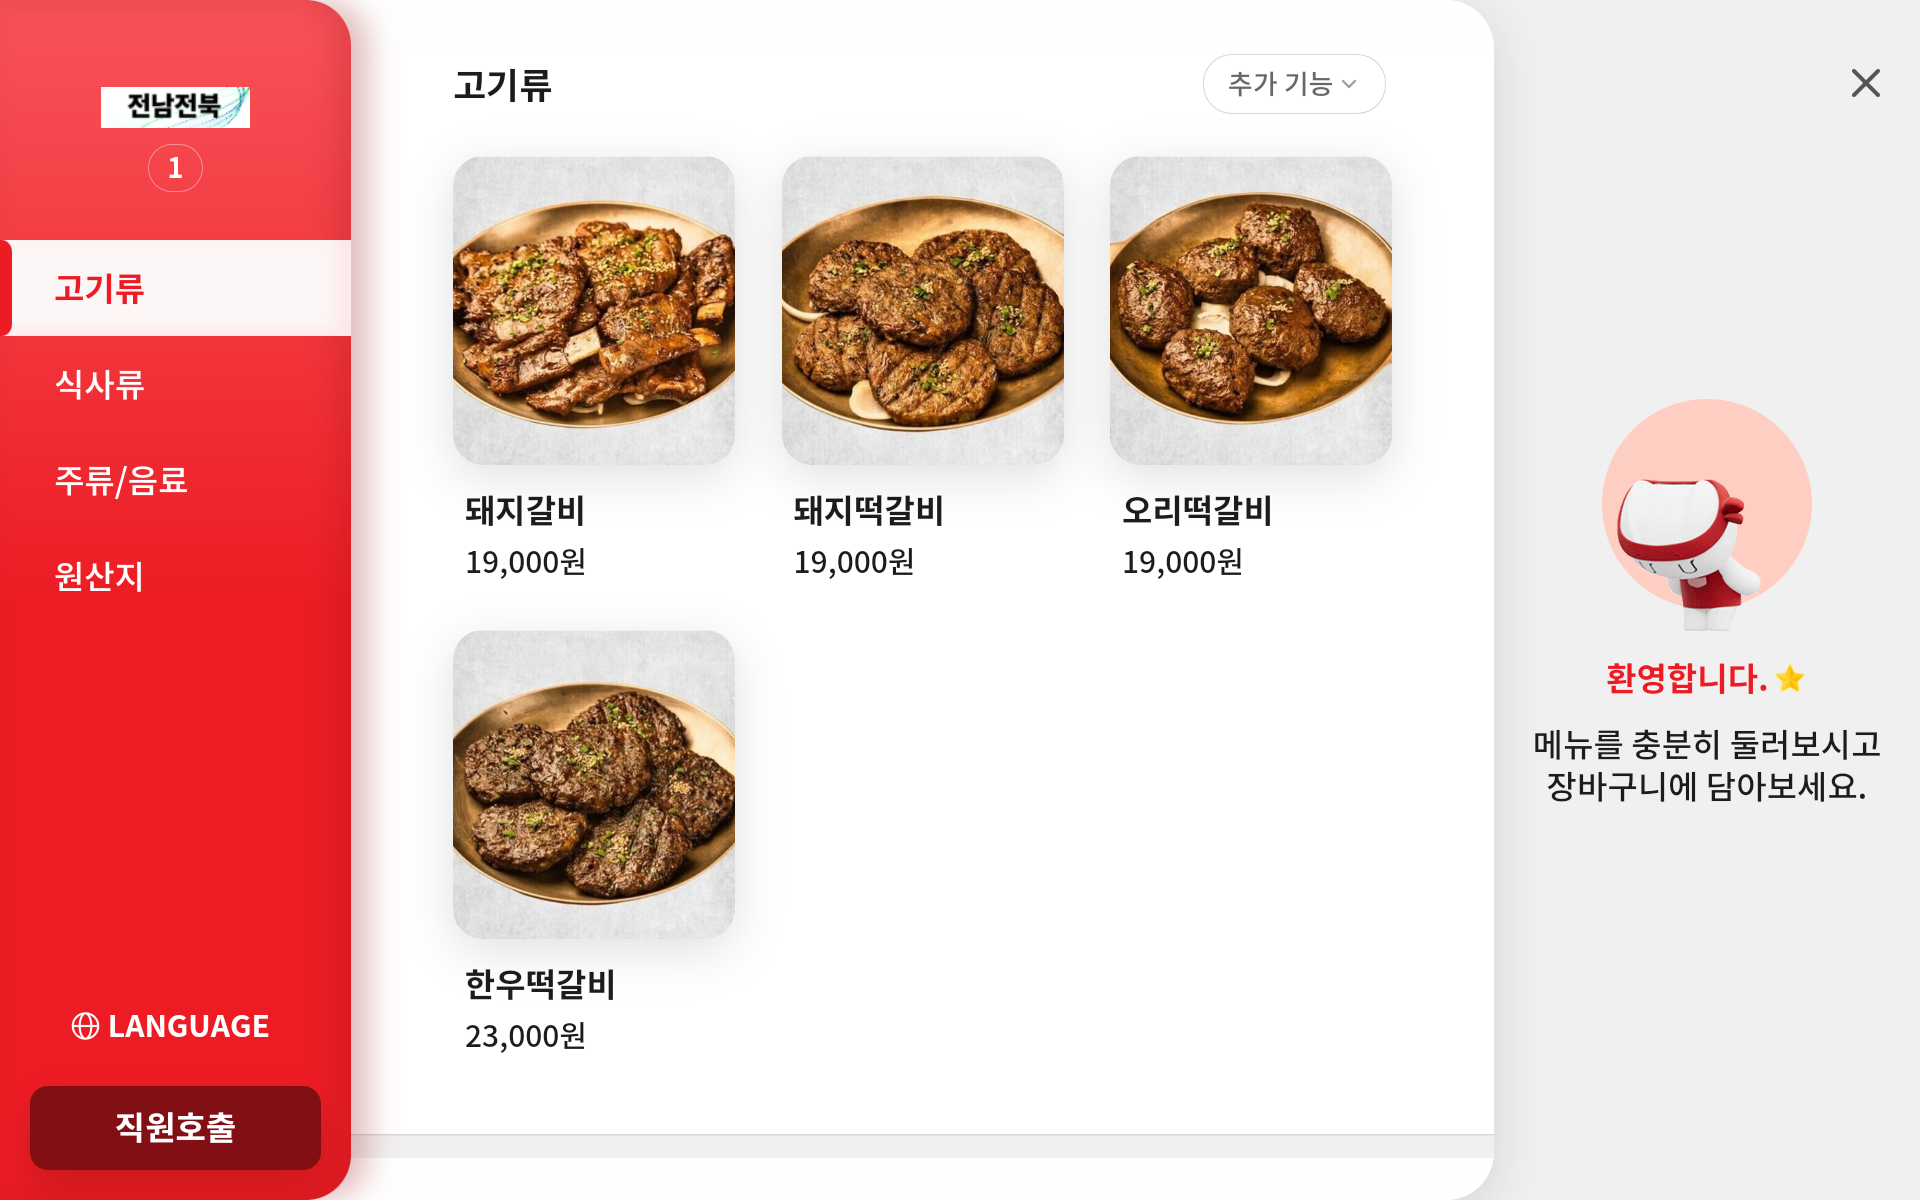 전남전북
1
고기류
식사류
주류/음료
원산지
LANGUAGE
직원호출
고기류
추가 기능
돼지갈비
19,000원
돼지떡갈비
19,000원
오리떡갈비
19,000원
한우떡갈비
23,000원
환영합니다.
메뉴를 충분히 둘러보시고
장바구니에 담아보세요.